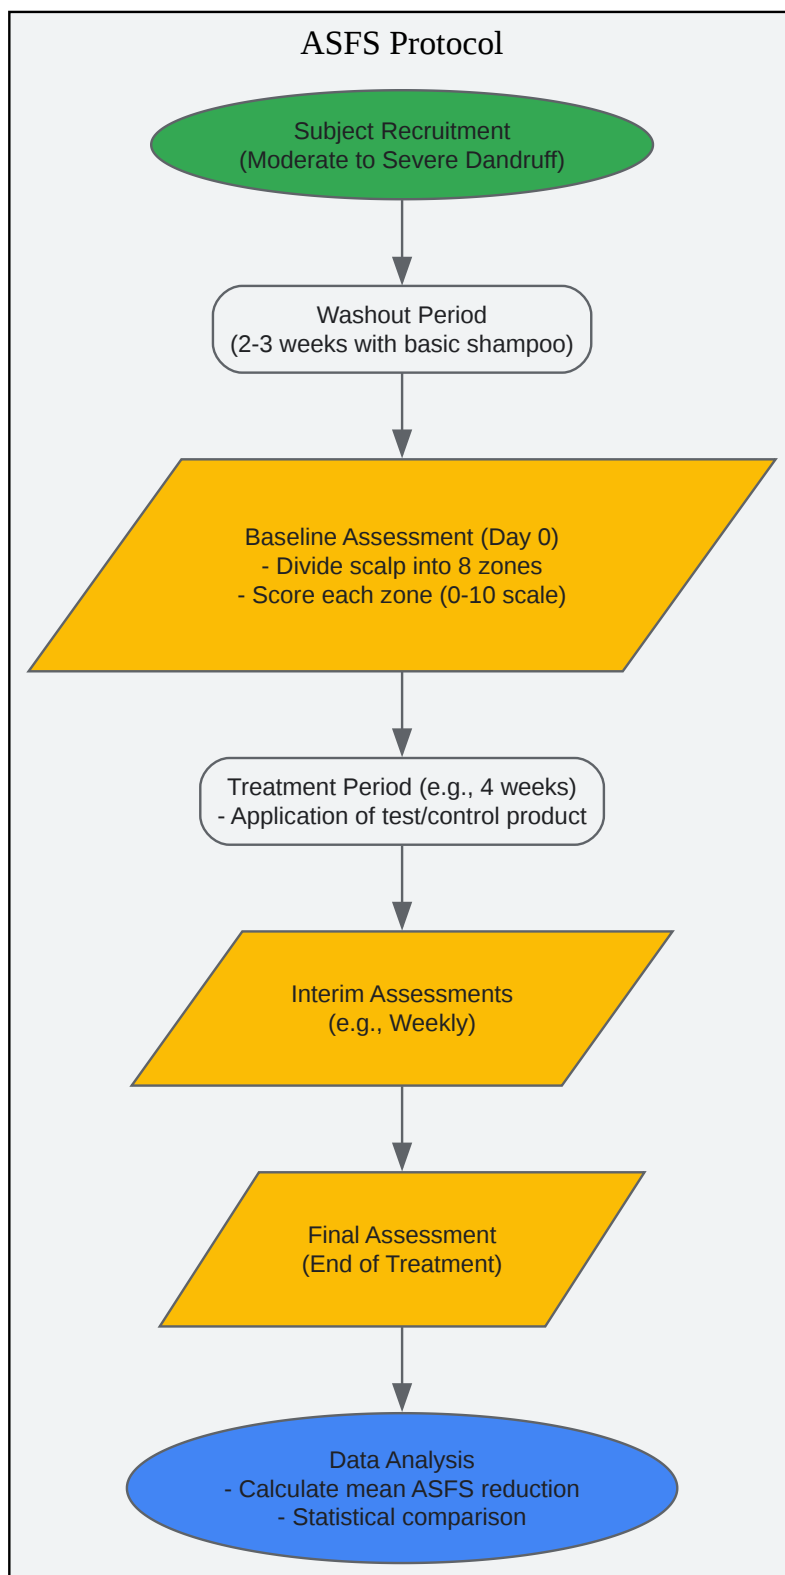 ASFS Protocol
Subject Recruitment
(Moderate to Severe Dandruff)
Washout Period
(2-3 weeks with basic shampoo)
Baseline Assessment (Day 0)
- Divide scalp into 8 zones
- Score each zone (0-10 scale)
Treatment Period (e.g., 4 weeks)
- Application of test/control product
Interim Assessments
(e.g., Weekly)
Final Assessment
(End of Treatment)
Data Analysis
- Calculate mean ASFS reduction
- Statistical comparison